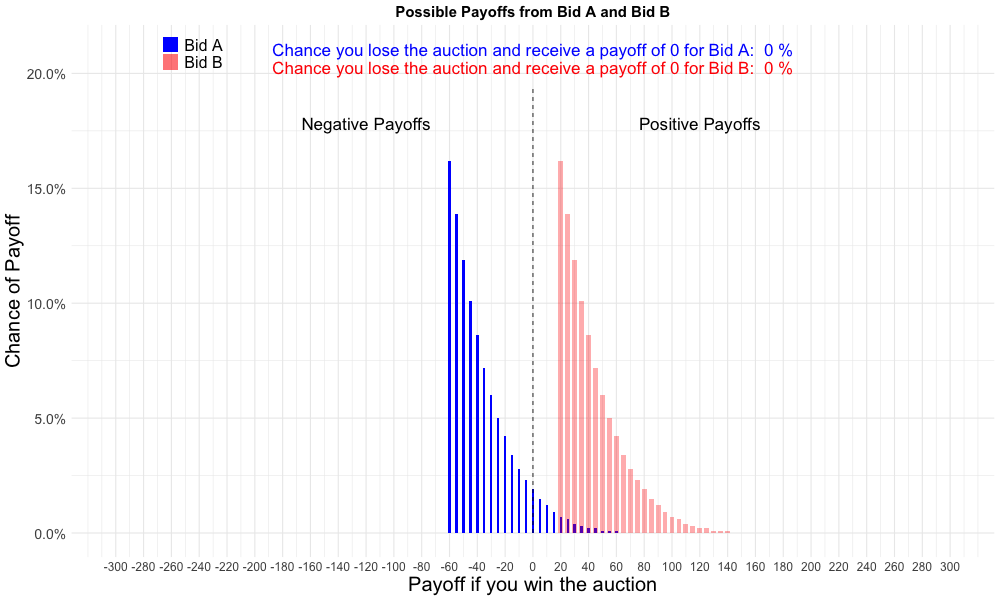 Possible Payoffs from Bid A and Bid B
Bid A
Bid B
Chance you lose the auction and receive a payoff of 0 for Bid A:  0 %
Chance you lose the auction and receive a payoff of 0 for Bid B:  0 %
Negative Payoffs
Positive Payoffs
Chance of Payoff
20.0%
15.0%
10.0%
5.0%
0.0%
-300 -280 -260 -240 -220 -200 -180 -160 -140 -120 -100 -80 -60 -40 -20 0 20 40 60 80 100 120 140 160 180 200 220 240 260 280 300
Payoff if you win the auction